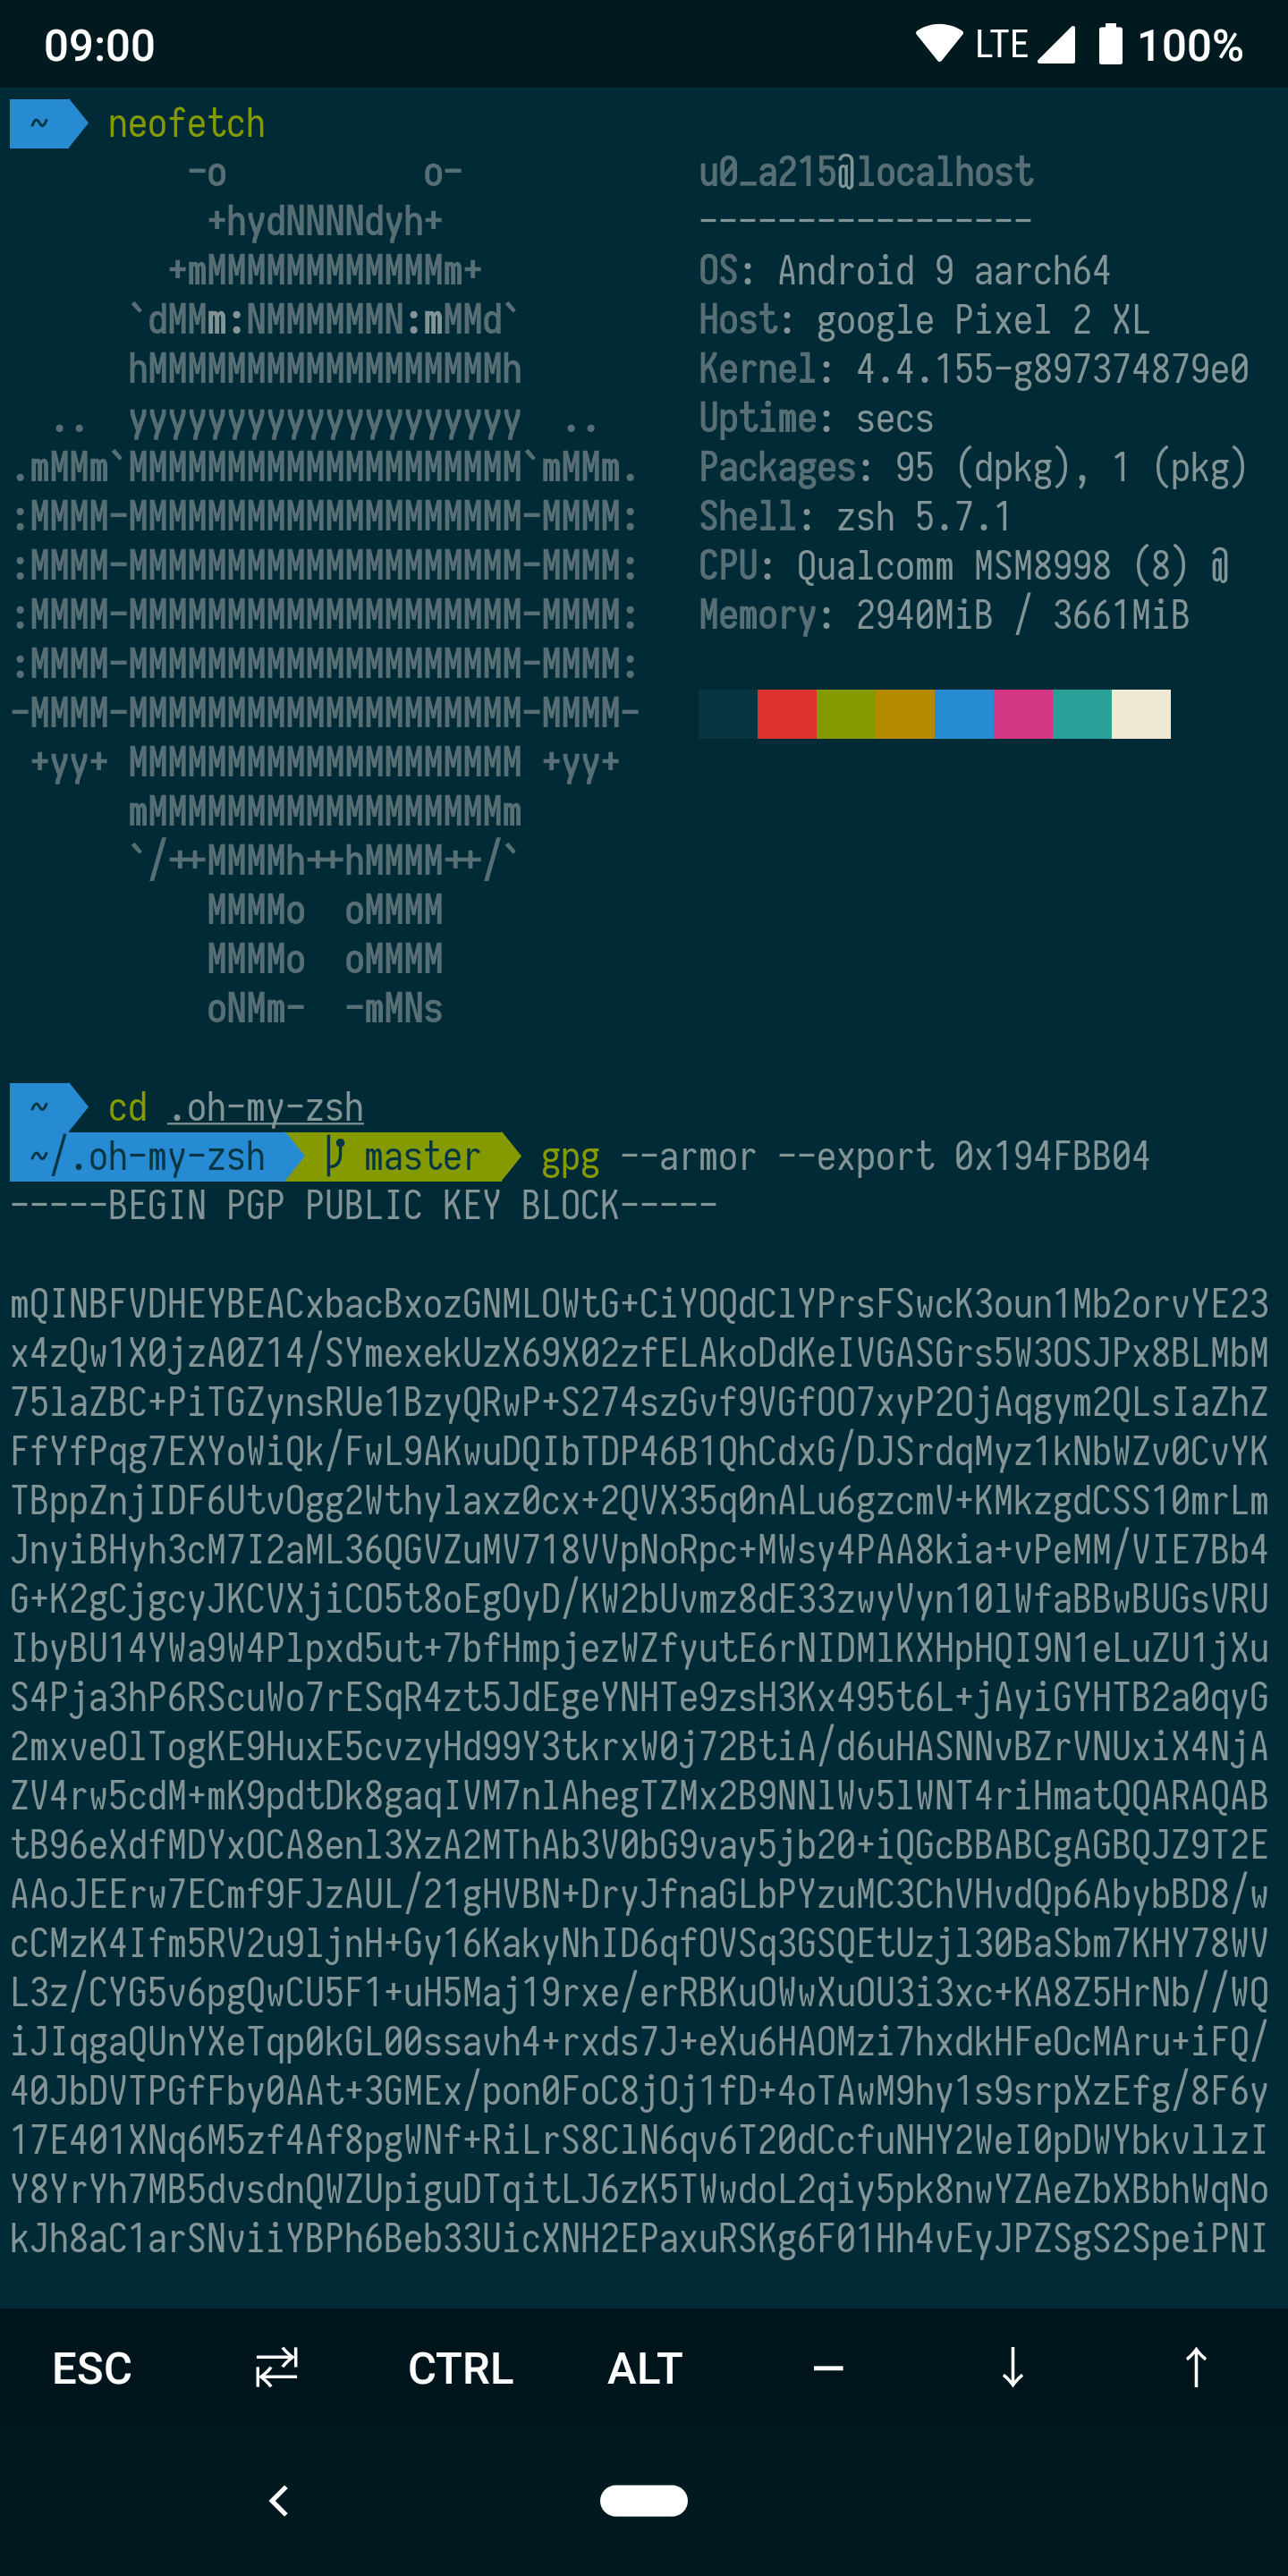 09:00 LTE 100%
~ neofetch
-o o- u0_a215@localhost
+hydNNNNdyh+ -----------------
+mMMMMMMMMMMMMm+ OS: Android 9 aarch64
`dMMm:NMMMMMMN:mMMd` Host: google Pixel 2 XL
hMMMMMMMMMMMMMMMMMMh Kernel: 4.4.155-g897374879e0
.. yyyyyyyyyyyyyyyyyyyy .. Uptime: secs
.mMMm`MMMMMMMMMMMMMMMMMMMM`mMMm. Packages: 95 (dpkg), 1 (pkg)
:MMMM-MMMMMMMMMMMMMMMMMMMM-MMMM: Shell: zsh 5.7.1
:MMMM-MMMMMMMMMMMMMMMMMMMM-MMMM: CPU: Qualcomm MSM8998 (8) @
:MMMM-MMMMMMMMMMMMMMMMMMMM-MMMM: Memory: 2940MiB / 3661MiB
:MMMM-MMMMMMMMMMMMMMMMMMMM-MMMM:
-MMMM-MMMMMMMMMMMMMMMMMMMM-MMMM-
+yy+ MMMMMMMMMMMMMMMMMMMM +yy+
mMMMMMMMMMMMMMMMMMMm
`/++MMMMh++hMMMM++/`
MMMMo oMMMM
MMMMo oMMMM
oNMm- -mMNs
~ cd .oh-my-zsh
~/.oh-my-zsh master gpg --armor --export 0x194FBB04
-----BEGIN PGP PUBLIC KEY BLOCK-----
mQINBFVDHEYBEACxbacBxozGNMLOWtG+CiYOQdClYPrsFSwcK3oun1Mb2orvYE23
x4zQw1X0jzA0Z14/SYmexekUzX69X02zfELAkoDdKeIVGASGrs5W3OSJPx8BLMbM
75laZBC+PiTGZynsRUe1BzyQRwP+S274szGvf9VGfOO7xyP2OjAqgym2QLsIaZhZ
FfYfPqg7EXYoWiQk/FwL9AKwuDQIbTDP46B1QhCdxG/DJSrdqMyz1kNbWZv0CvYK
TBppZnjIDF6UtvOgg2Wthylaxz0cx+2QVX35q0nALu6gzcmV+KMkzgdCSS10mrLm
JnyiBHyh3cM7I2aML36QGVZuMV718VVpNoRpc+MWsy4PAA8kia+vPeMM/VIE7Bb4
G+K2gCjgcyJKCVXjiCO5t8oEgOyD/KW2bUvmz8dE33zwyVyn10lWfaBBwBUGsVRU
IbyBU14YWa9W4Plpxd5ut+7bfHmpjezWZfyutE6rNIDMlKXHpHQI9N1eLuZU1jXu
S4Pja3hP6RScuWo7rESqR4zt5JdEgeYNHTe9zsH3Kx495t6L+jAyiGYHTB2a0qyG
2mxveOlTogKE9HuxE5cvzyHd99Y3tkrxW0j72BtiA/d6uHASNNvBZrVNUxiX4NjA
ZV4rw5cdM+mK9pdtDk8gaqIVM7nlAhegTZMx2B9NNlWv5lWNT4riHmatQQARAQAB
tB96eXdfMDYxOCA8enl3XzA2MThAb3V0bG9vay5jb20+iQGcBBABCgAGBQJZ9T2E
AAoJEErw7ECmf9FJzAUL/21gHVBN+DryJfnaGLbPYzuMC3ChVHvdQp6AbybBD8/w
cCMzK4Ifm5RV2u9ljnH+Gy16KakyNhID6qfOVSq3GSQEtUzjl30BaSbm7KHY78WV
L3z/CYG5v6pgQwCU5F1+uH5Maj19rxe/erRBKuOWwXuOU3i3xc+KA8Z5HrNb//WQ
iJIqgaQUnYXeTqp0kGL00ssavh4+rxds7J+eXu6HAOMzi7hxdkHFeOcMAru+iFQ/
40JbDVTPGfFby0AAt+3GMEx/pon0FoC8jOj1fD+4oTAwM9hy1s9srpXzEfg/8F6y
17E401XNq6M5zf4Af8pgWNf+RiLrS8ClN6qv6T20dCcfuNHY2WeI0pDWYbkvllzI
Y8YrYh7MB5dvsdnQWZUpiguDTqitLJ6zK5TWwdoL2qiy5pk8nwYZAeZbXBbhWqNo
kJh8aC1arSNviiYBPh6Beb33UicXNH2EPaxuRSKg6F01Hh4vEyJPZSgS2SpeiPNI
ESC CTRL ALT — ↓ ↑